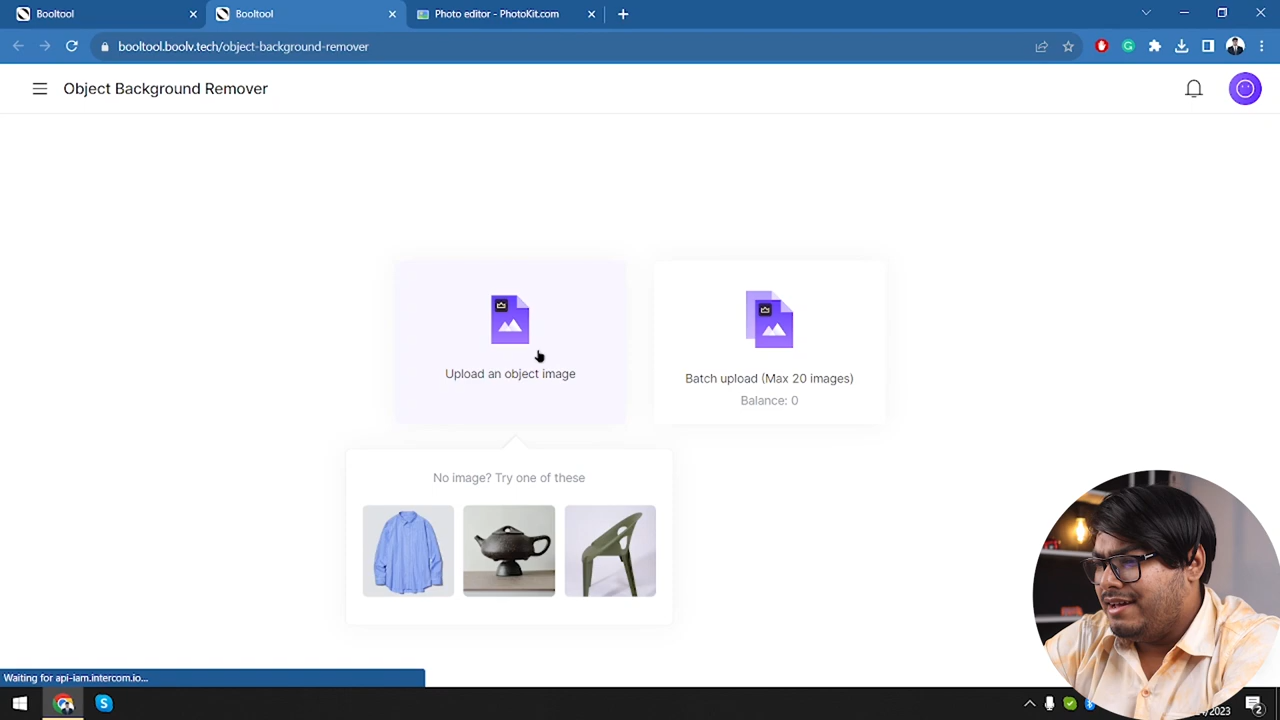 Booltool
Booltool
Photo editor - PhotoKit.com
booltool.boolv.tech/object-background-remover
Object Background Remover
Upload an object image
Batch upload (Max 20 images)
Balance: 0
No image? Try one of these
Waiting for api-iam.intercom.io...
/2023
2